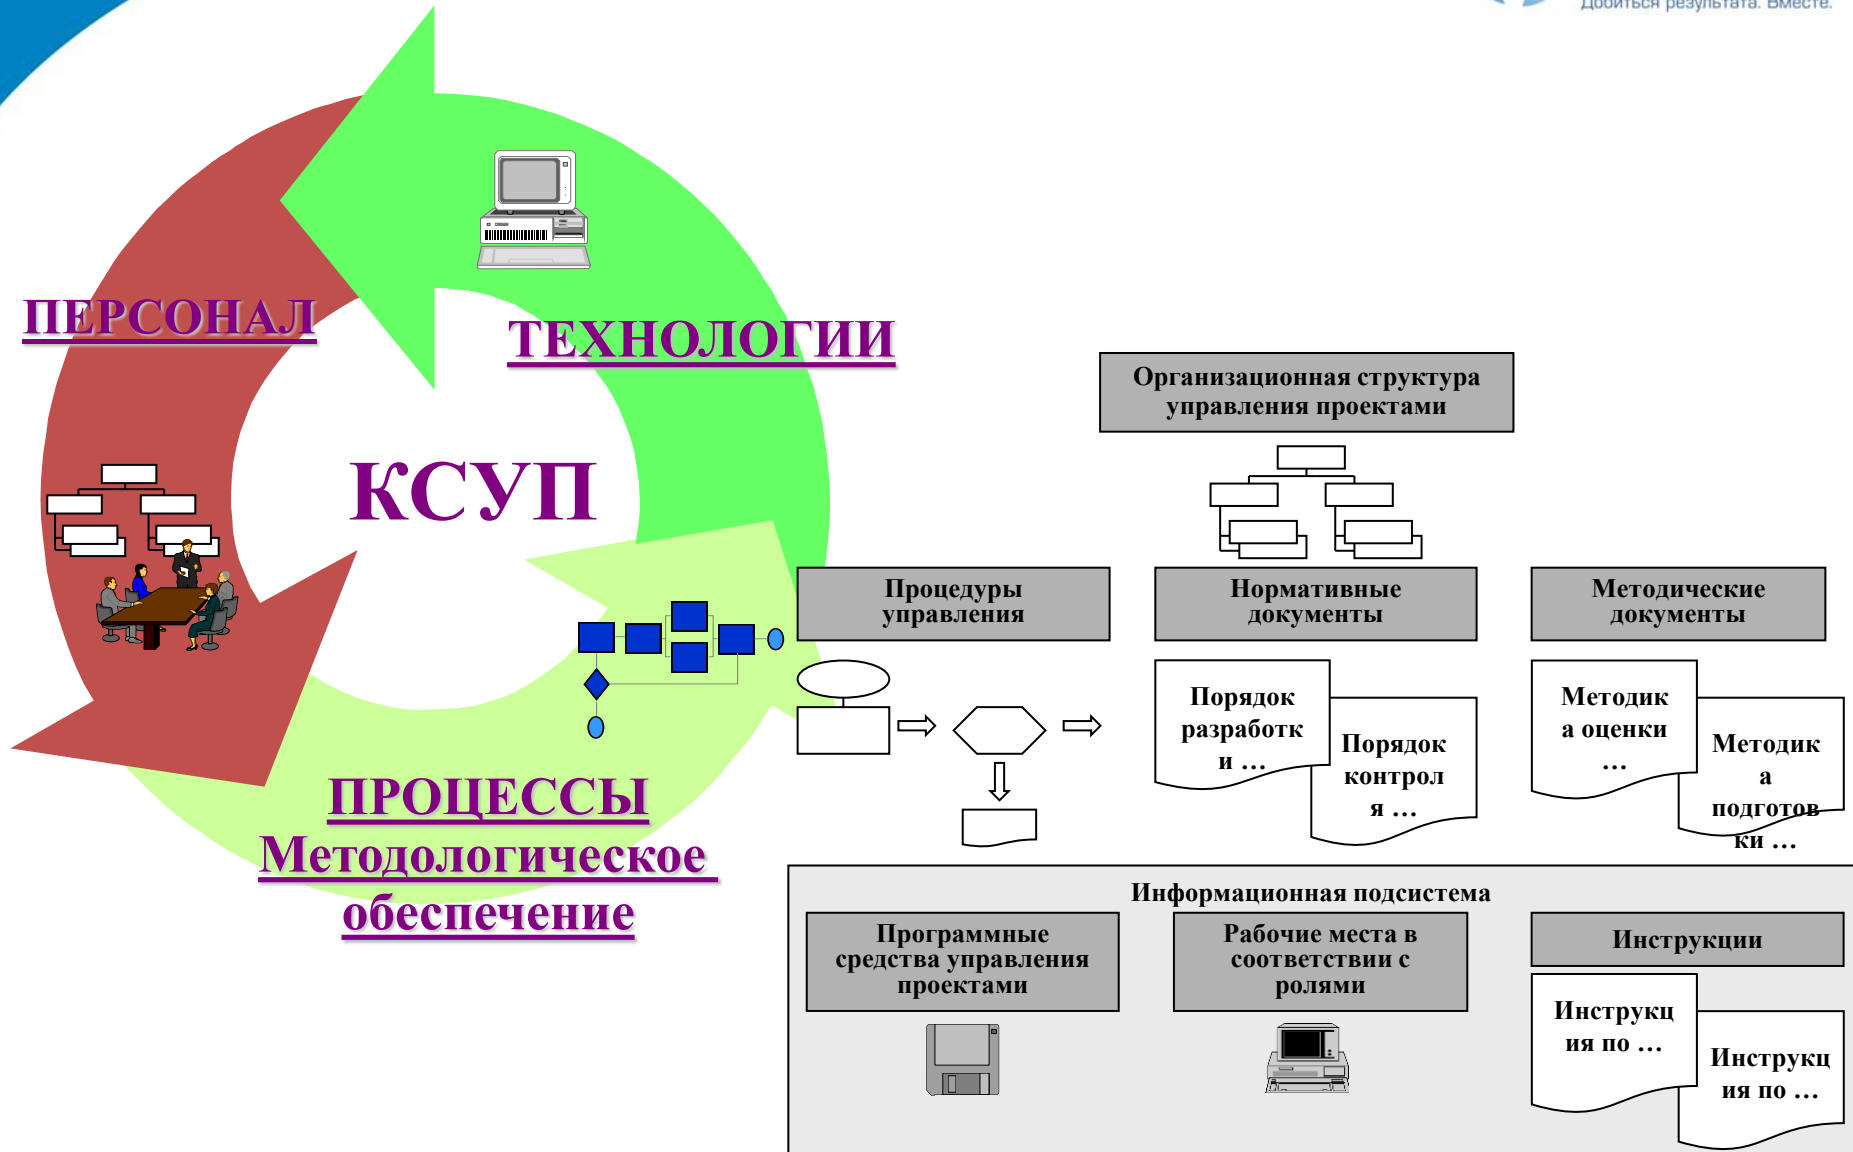 Добиться результата. Вместе.
ПЕРСОНАЛ
ТЕХНОЛОГИИ
КСУП
ПРОЦЕССЫ
Методологическое
обеспечение
Организационная структура
управления проектами
Процедуры
управления
Нормативные
документы
Методические
документы
Порядок
разработк
и …
Порядок
контрол
я …
Методик
а оценки
…
Методик
а
подготов
ки …
Информационная подсистема
Программные
средства управления
проектами
Рабочие места в
соответствии с
ролями
Инструкции
Инструкц
ия по …
Инструкц
ия по …